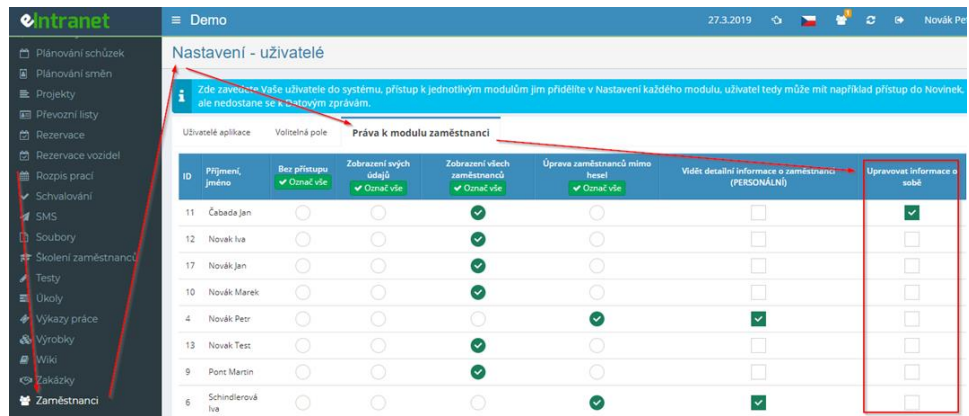 eIntranet
Demo
27.3.2019
1
Novák Pe
Plánování schůzek
Plánování směn
Projekty
Převozní listy
Rezervace
Rezervace vozidel
Rozpis prací
Schvalování
SMS
Soubory
Školení zaměstnanců
Testy
Úkoly
Výkazy práce
Výrobky
Wiki
Zakázky
Zaměstnanci
Nastavení - uživatelé
Zde zavedete Vaše uživatele do systému, přístup k jednotlivým modulům jim přidělíte v Nastavení každého modulu, uživatel tedy může mít například přístup do Novinek,
ale nedostane se k Datovým zprávám.
Uživatelé aplikace Volitelná pole Práva k modulu zaměstnanci
ID Příjmení, jméno Bez přístupu Označ vše Zobrazení svých údajů Označ vše Zobrazení všech zaměstnanců Označ vše Úprava zaměstnanců mimo hesel Označ vše Vidět detailní informace o zaměstnanci (PERSONÁLNÍ) Upravovat informace o sobě
11 Čabada Jan
12 Novak Iva
17 Novák Jan
10 Novák Marek
4 Novák Petr
13 Novak Test
9 Pont Martin
6 Schindlerová Iva